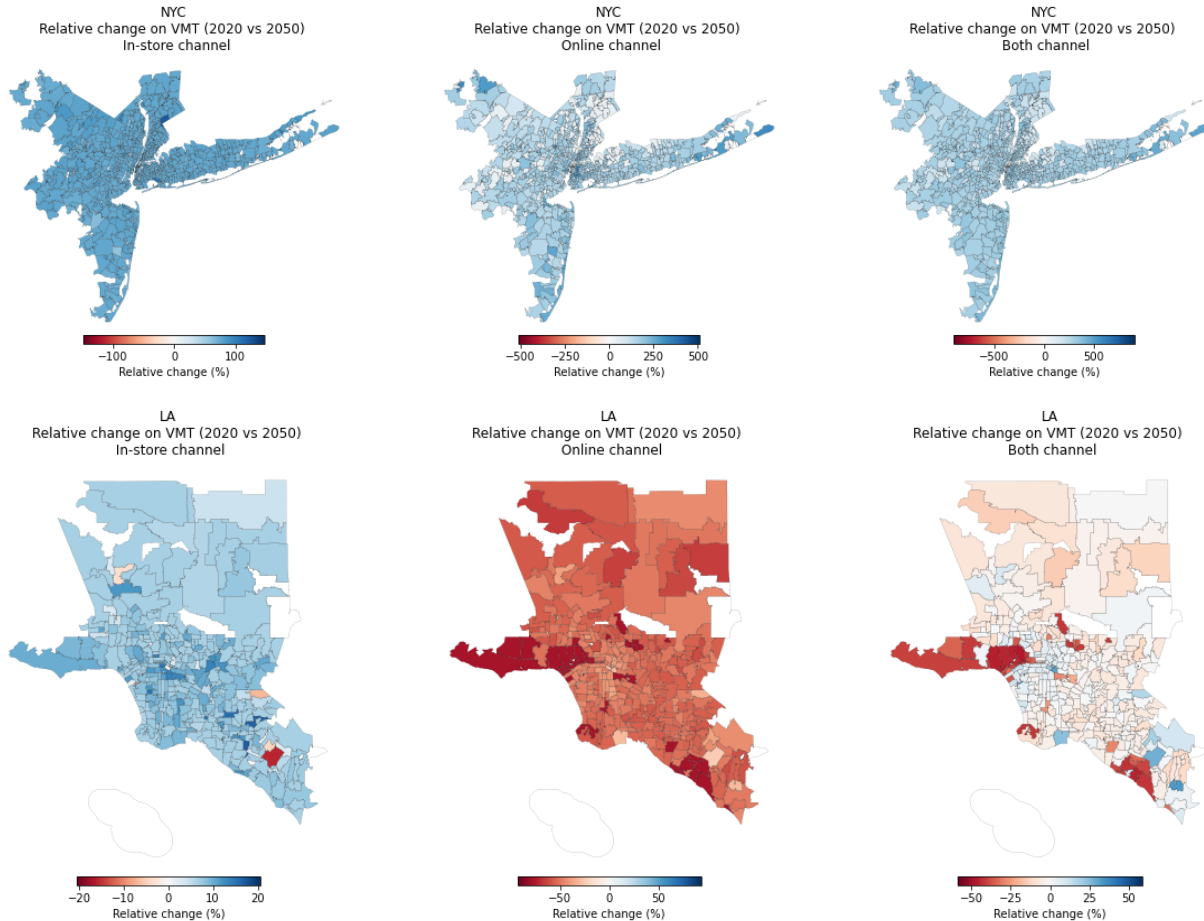 NYC
Relative change on VMT (2020 vs 2050)
In-store channel
NYC
Relative change on VMT (2020 vs 2050)
Online channel
NYC
Relative change on VMT (2020 vs 2050)
Both channel
−100 0 100
Relative change (%)
−500 −250 0 250 500
Relative change (%)
−500 0 500
Relative change (%)
LA
Relative change on VMT (2020 vs 2050)
In-store channel
LA
Relative change on VMT (2020 vs 2050)
Online channel
LA
Relative change on VMT (2020 vs 2050)
Both channel
−20 −10 0 10 20
Relative change (%)
−50 0 50
Relative change (%)
−50 −25 0 25 50
Relative change (%)